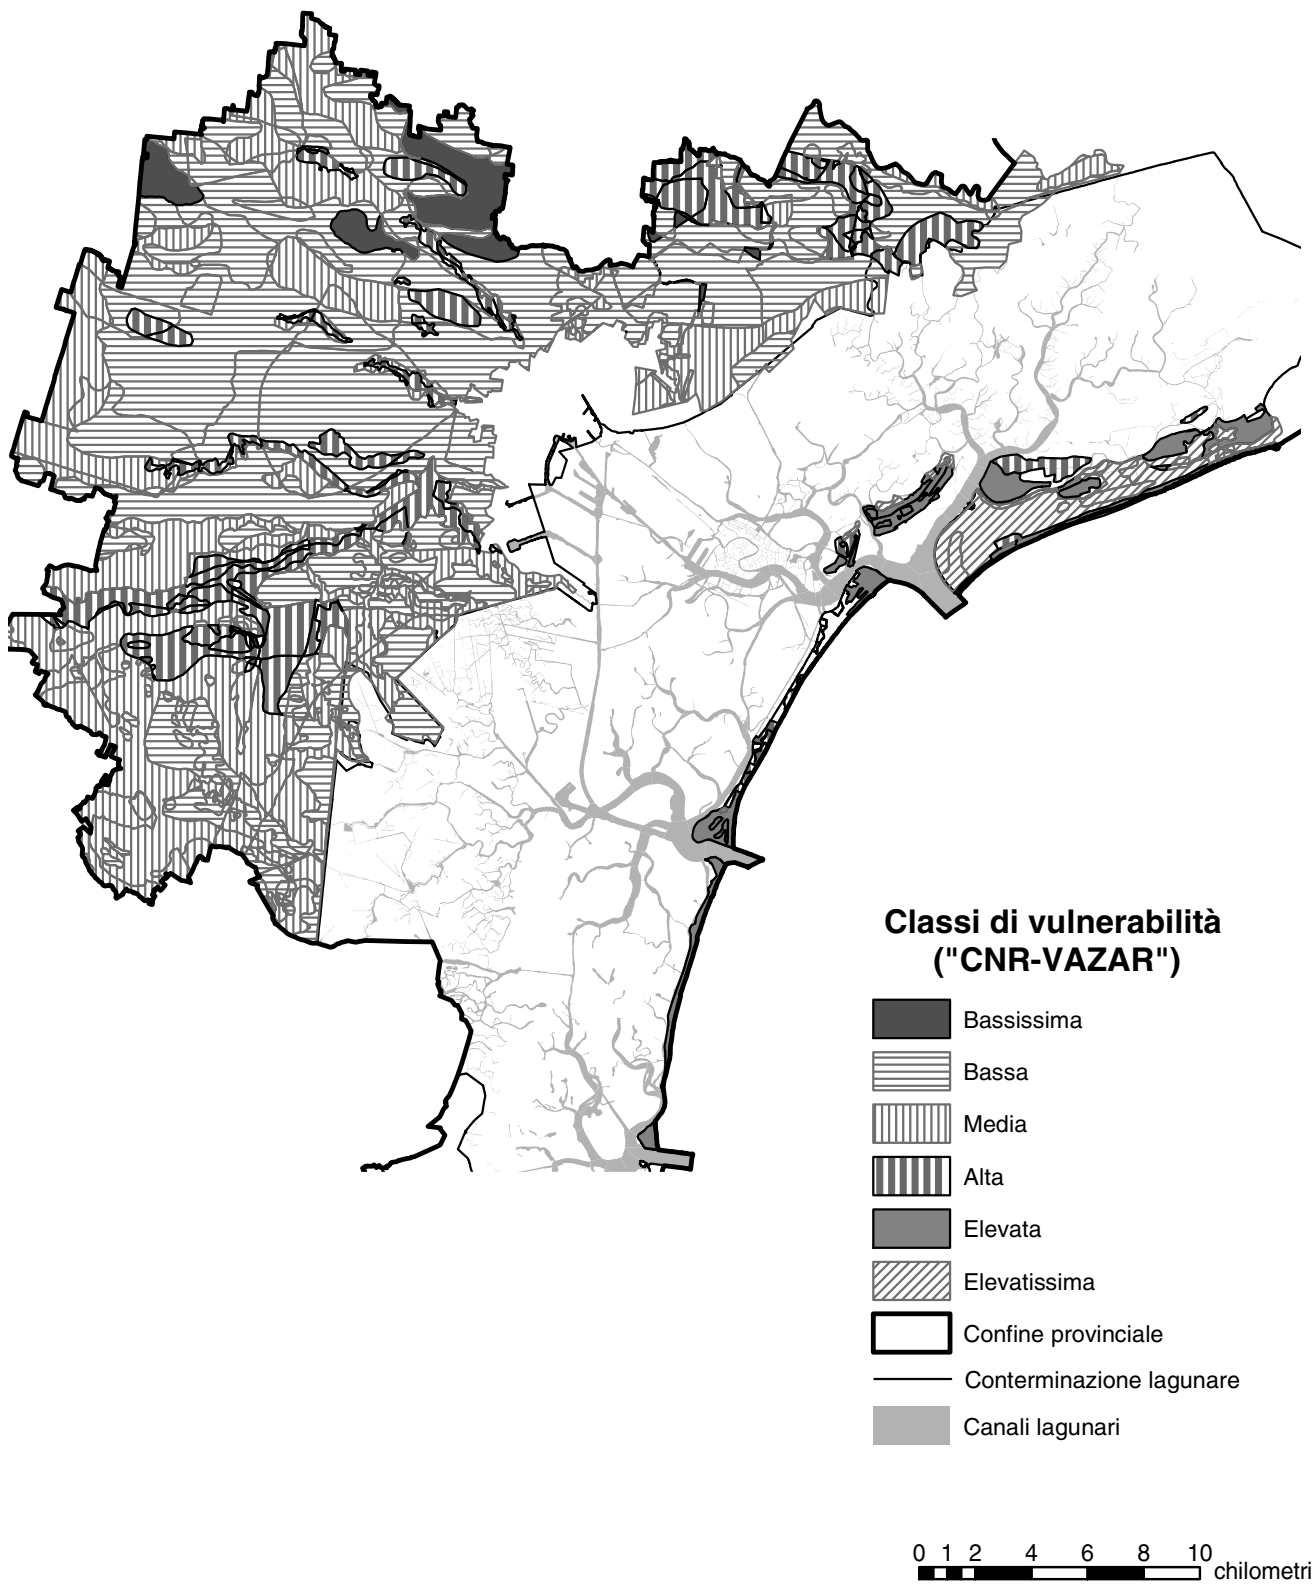 Classi di vulnerabilità
("CNR-VAZAR")
Bassissima
Bassa
Media
Alta
Elevata
Elevatissima
Confine provinciale
Conterminazione lagunare
Canali lagunari
0 1 2 4 6 8 10
chilometri